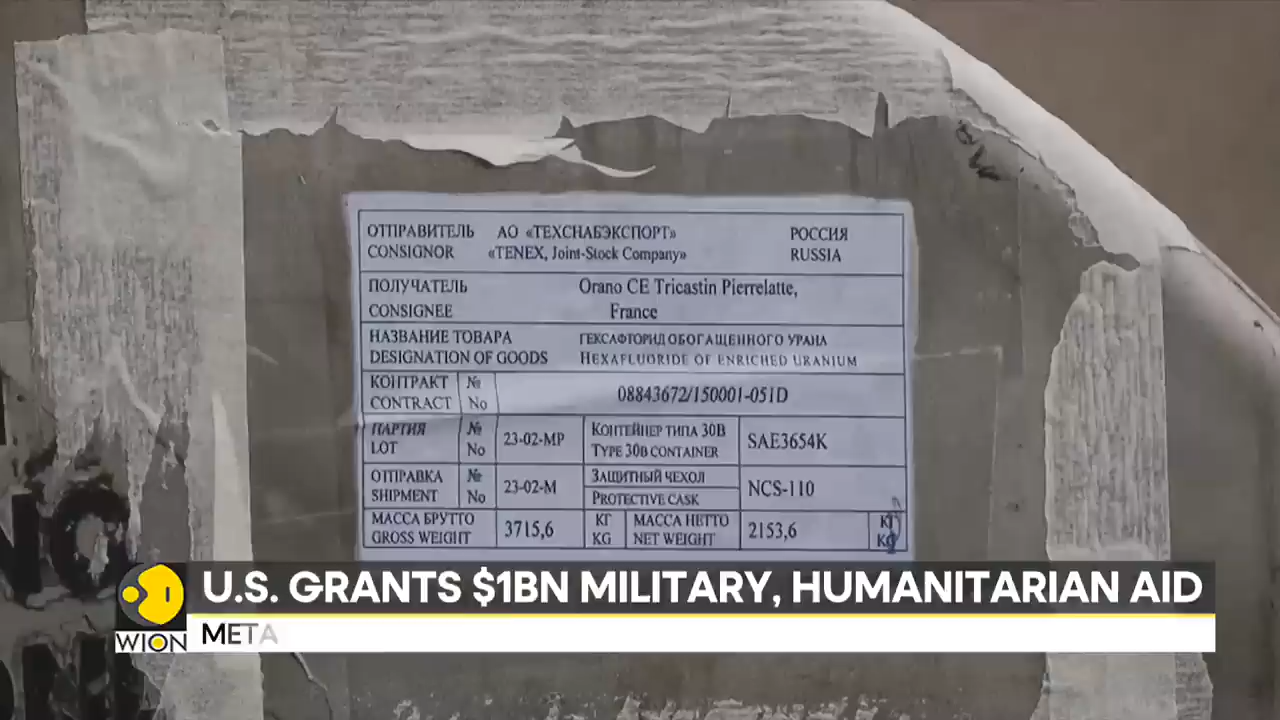 ОТПРАВИТЕЛЬ АО «ТЕХСНАБЭКСПОРТ» РОССИЯ
CONSIGNOR «TENEX, Joint-Stock Company» RUSSIA
ПОЛУЧАТЕЛЬ Orano CE Tricastin Pierrelatte,
CONSIGNEE France
НАЗВАНИЕ ТОВАРА ГЕКСАФТОРИД ОБОГАЩЕННОГО УРАНА
DESIGNATION OF GOODS HEXAFLUORIDE OF ENRICHED URANIUM
КОНТРАКТ № 08843672/150001-051D
CONTRACT No
ПАРТИЯ № 23-02-MP КОНТЕЙНЕР ТИПА 30В SAE3654K
LOT No TYPE 30B CONTAINER
ОТПРАВКА № 23-02-M ЗАЩИТНЫЙ ЧЕХОЛ NCS-110
SHIPMENT No PROTECTIVE CASK
МАССА БРУТТО 3715,6 КГ МАССА НЕТТО 2153,6 КГ
GROSS WEIGHT KG NET WEIGHT KG
U.S. GRANTS $1BN MILITARY, HUMANITARIAN AID
META
WION